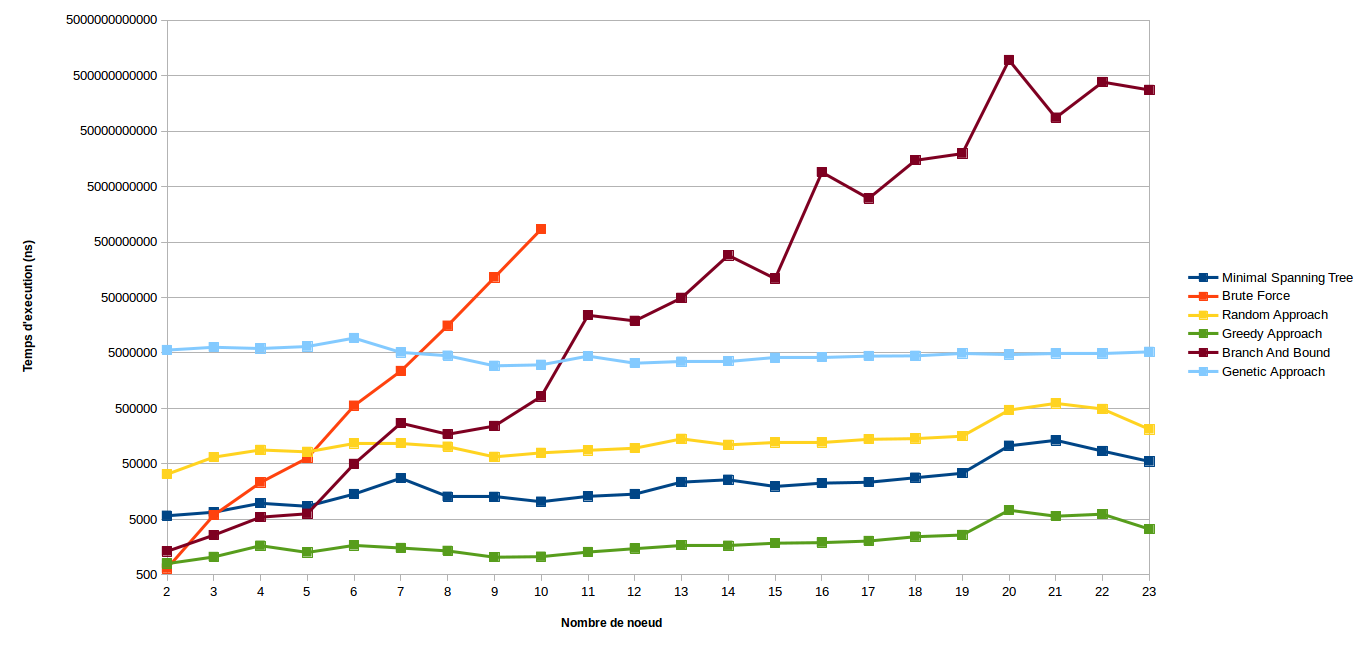 5000000000000
500000000000
50000000000
5000000000
500000000
50000000
5000000
500000
50000
5000
500
Temps d'execution (ns)
2 3 4 5 6 7 8 9 10 11 12 13 14 15 16 17 18 19 20 21 22 23
Nombre de noeud
Minimal Spanning Tree
Brute Force
Random Approach
Greedy Approach
Branch And Bound
Genetic Approach